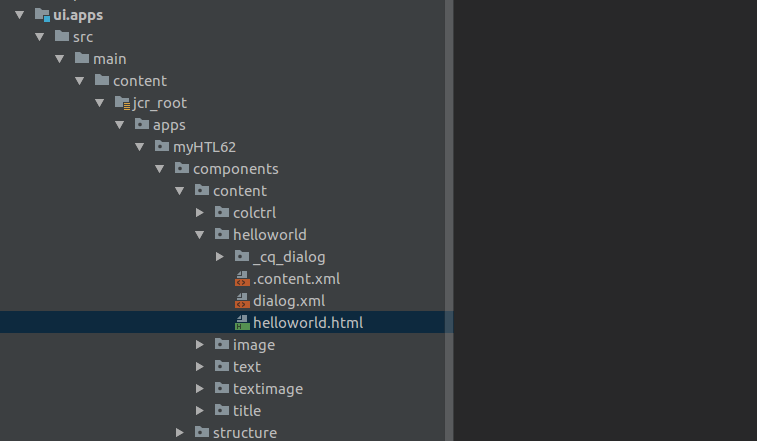 ui.apps
src
main
content
jcr_root
apps
myHTL62
components
content
colctrl
helloworld
_cq_dialog
.content.xml
dialog.xml
helloworld.html
image
text
textimage
title
structure